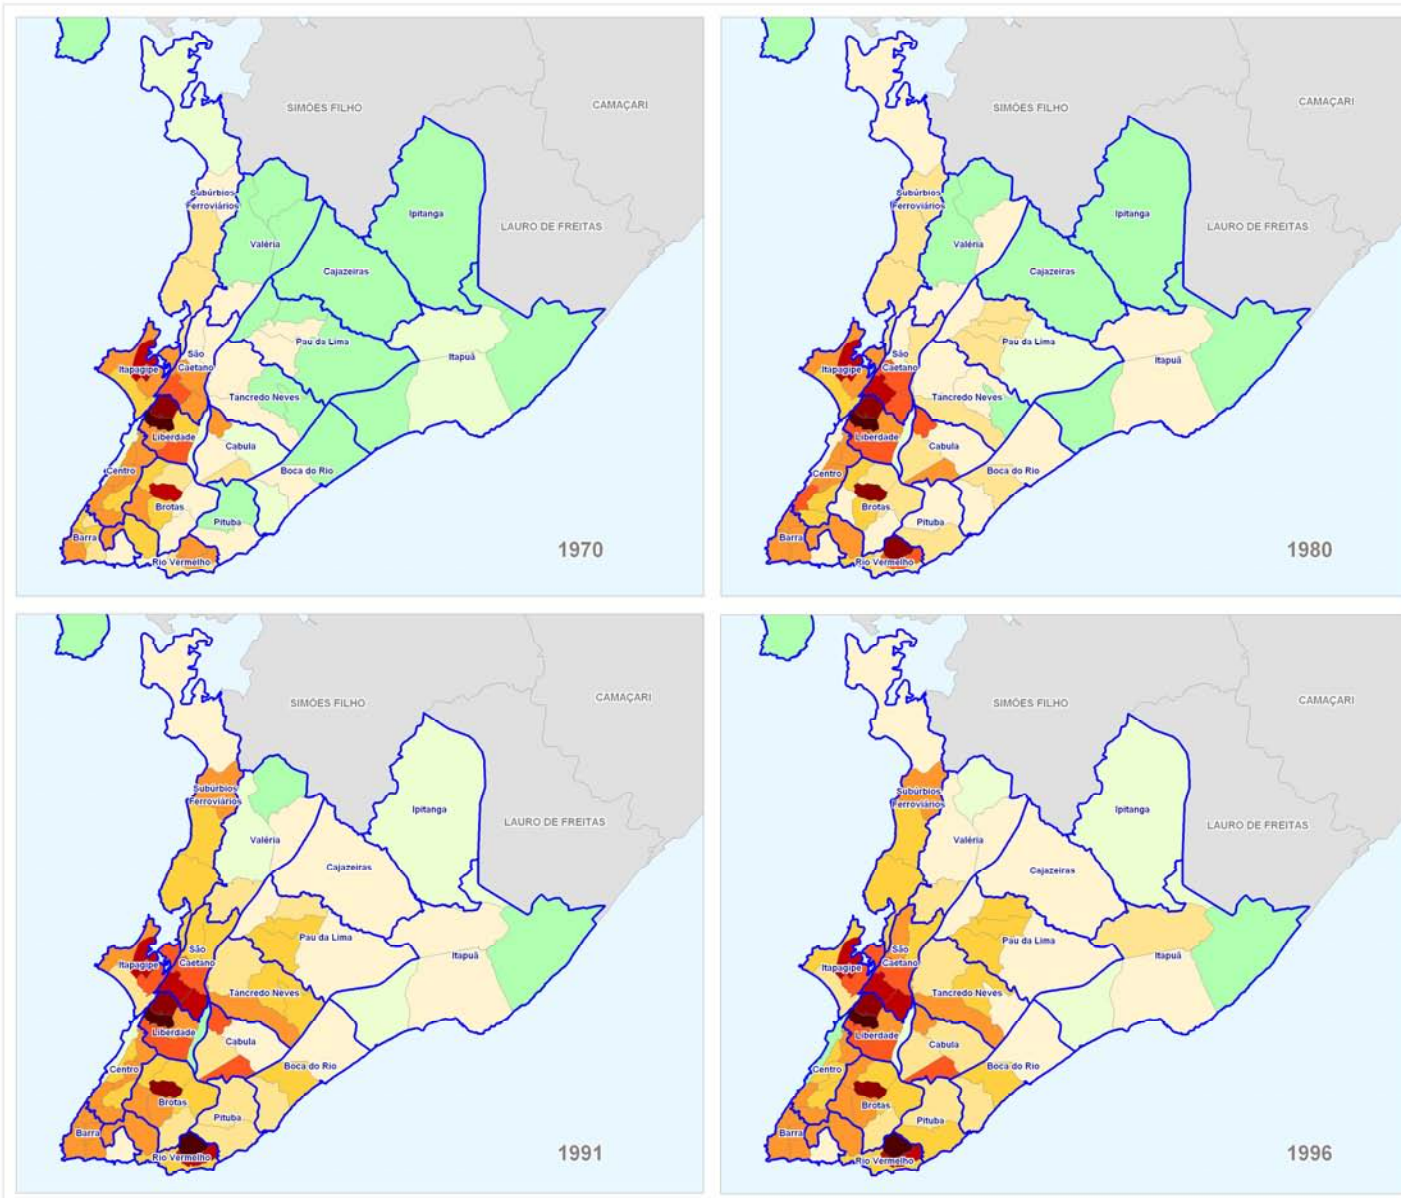 SIMÕES FILHO
CAMAÇARI
LAURO DE FREITAS
Subúrbios
Ferroviários
Ipitanga
Valéria
Cajazeiras
Pau da Lima
Itapuã
São
Caetano
Itapagipe
Tancredo Neves
Liberdade
Cabula
Centro
Boca do Rio
Brotas
Pituba
Barra
Rio Vermelho
1970
SIMÕES FILHO
CAMAÇARI
LAURO DE FREITAS
Subúrbios
Ferroviários
Ipitanga
Valéria
Cajazeiras
Pau da Lima
Itapuã
São
Caetano
Itapagipe
Tancredo Neves
Liberdade
Cabula
Centro
Boca do Rio
Brotas
Pituba
Barra
Rio Vermelho
1980
SIMÕES FILHO
CAMAÇARI
LAURO DE FREITAS
Subúrbios
Ferroviários
Ipitanga
Valéria
Cajazeiras
Pau da Lima
Itapuã
São
Caetano
Itapagipe
Tancredo Neves
Liberdade
Cabula
Centro
Boca do Rio
Brotas
Pituba
Barra
Rio Vermelho
1991
SIMÕES FILHO
CAMAÇARI
LAURO DE FREITAS
Subúrbios
Ferroviários
Ipitanga
Valéria
Cajazeiras
Pau da Lima
Itapuã
São
Caetano
Itapagipe
Tancredo Neves
Liberdade
Cabula
Centro
Boca do Rio
Brotas
Pituba
Barra
Rio Vermelho
1996